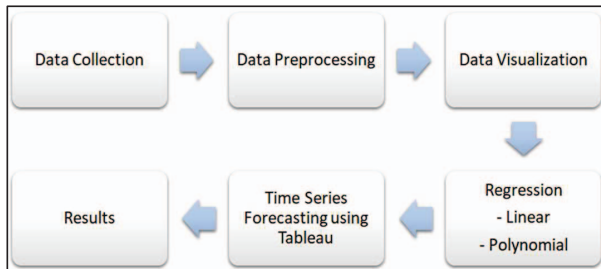 Data Collection
Data Preprocessing
Data Visualization
Regression
- Linear
- Polynomial
Time Series
Forecasting using
Tableau
Results